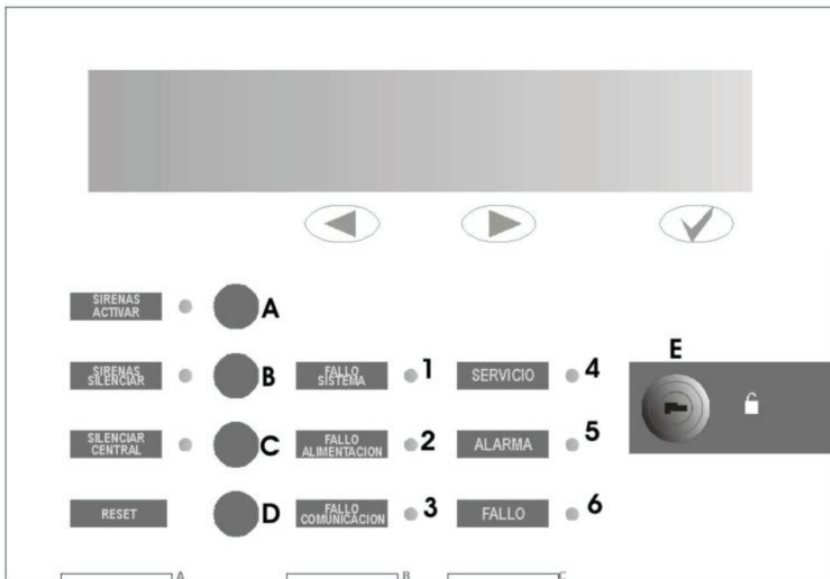 SIRENAS
ACTIVAR
A
E
SIRENAS
SILENCIAR
B
FALLO
SISTEMA
1
SERVICIO
4
SILENCIAR
CENTRAL
C
FALLO
ALIMENTACION
2
ALARMA
5
RESET
D
FALLO
COMUNICACION
3
FALLO
6
A
B
C